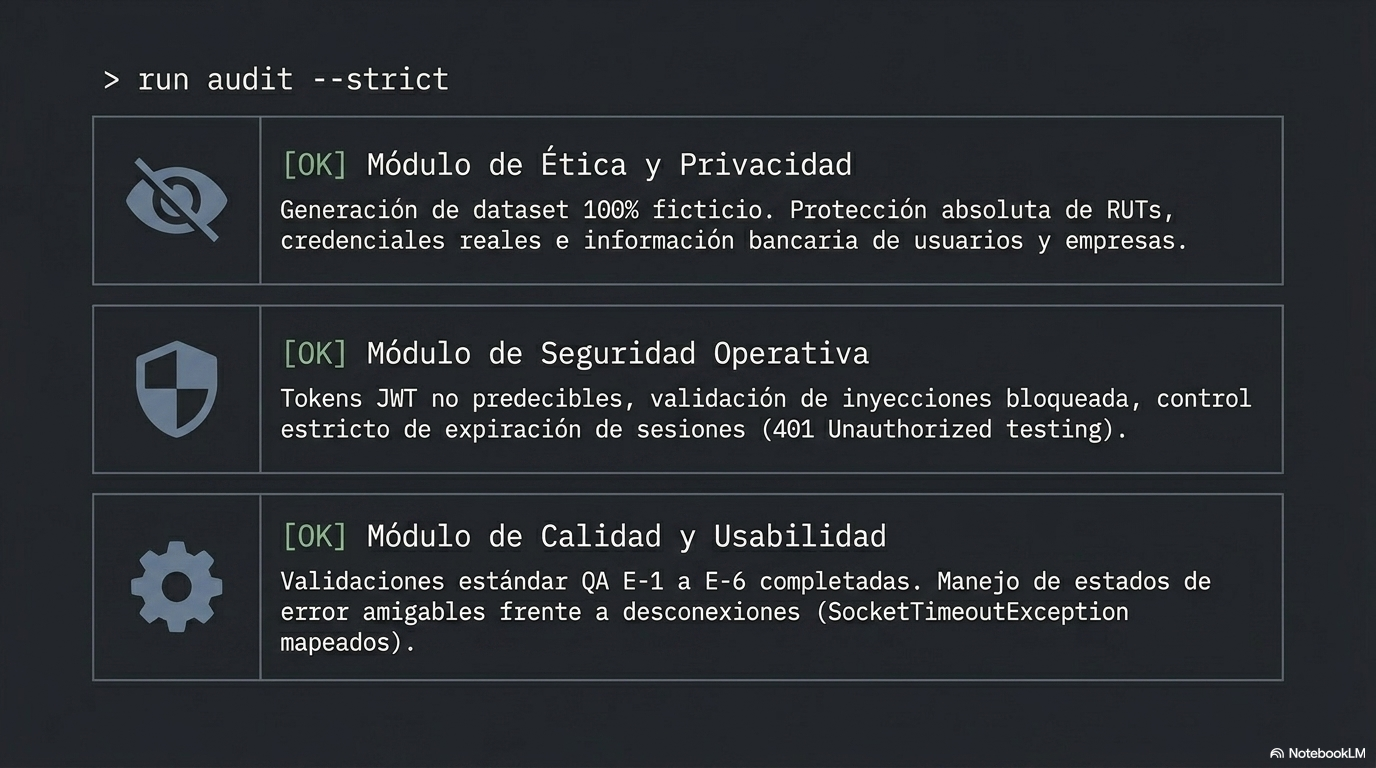 > run audit --strict
[OK] Módulo de Ética y Privacidad
Generación de dataset 100% ficticio. Protección absoluta de RUTs,
credenciales reales e información bancaria de usuarios y empresas.
[OK] Módulo de Seguridad Operativa
Tokens JWT no predecibles, validación de inyecciones bloqueada, control
estricto de expiración de sesiones (401 Unauthorized testing).
[OK] Módulo de Calidad y Usabilidad
Validaciones estándar QA E-1 a E-6 completadas. Manejo de estados de
error amigables frente a desconexiones (SocketTimeoutException
mapeados).
NotebookLM